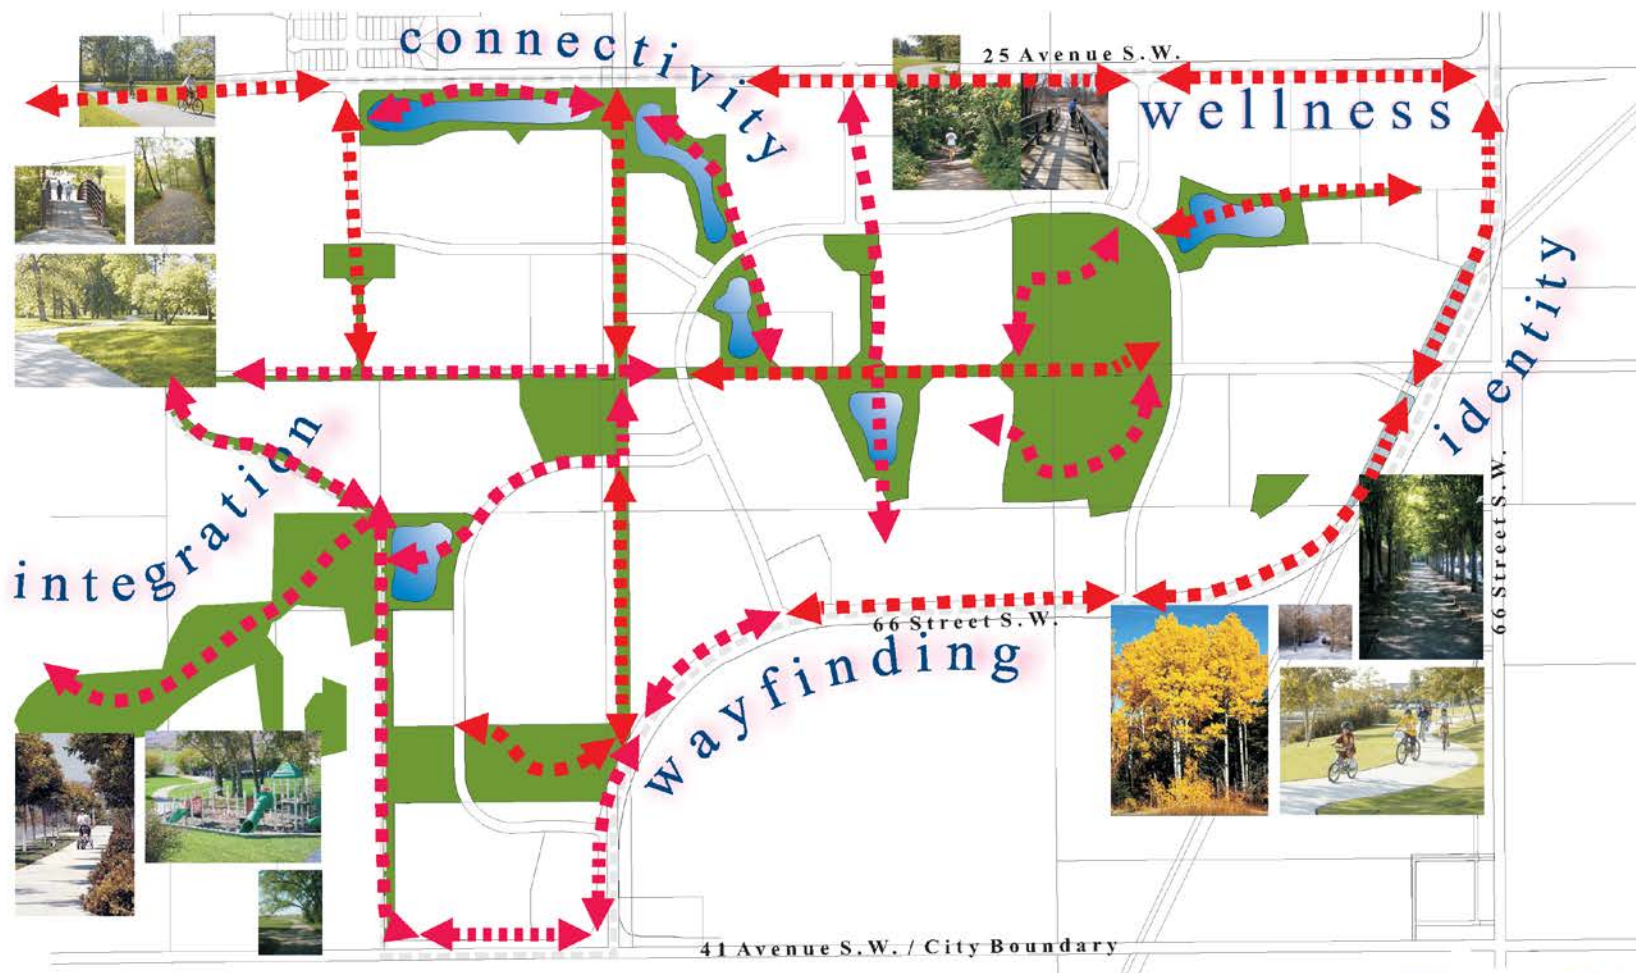 connectivity
25 Avenue S.W.
wellness
identity
integration
66 Street S.W.
66 Street S.W.
wayfinding
41 Avenue S.W. / City Boundary